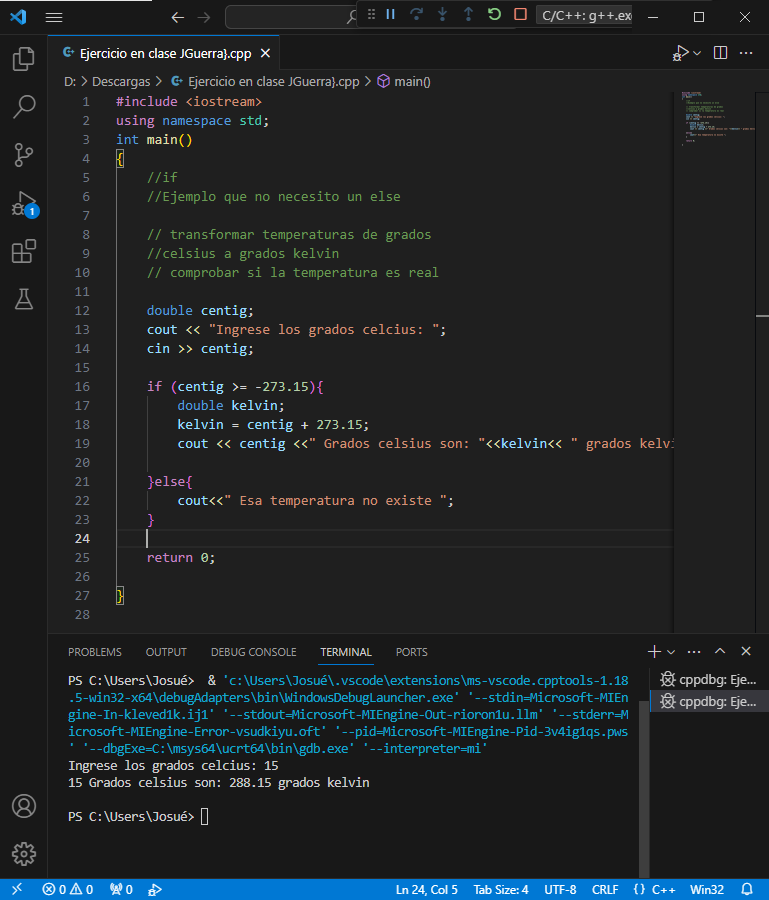 C/C++: g++.exe
Ejercicio en clase JGuerra}.cpp
D: > Descargas > Ejercicio en clase JGuerra}.cpp > main()
1 #include <iostream>
2 using namespace std;
3 int main()
4 {
5 //if
6 //Ejemplo que no necesito un else
7
8 // transformar temperaturas de grados
9 //celsius a grados kelvin
10 // comprobar si la temperatura es real
11
12 double centig;
13 cout << "Ingrese los grados celcius: ";
14 cin >> centig;
15
16 if (centig >= -273.15){
17 double kelvin;
18 kelvin = centig + 273.15;
19 cout << centig <<" Grados celsius son: "<<kelvin<< " grados kelvi
20
21 }else{
22 cout<<" Esa temperatura no existe ";
23 }
24
25 return 0;
26
27 }
28
1
PROBLEMS OUTPUT DEBUG CONSOLE TERMINAL PORTS
PS C:\Users\Josué> & 'c:\Users\Josué\.vscode\extensions\ms-vscode.cpptools-1.18
.5-win32-x64\debugAdapters\bin\WindowsDebugLauncher.exe' '--stdin=Microsoft-MIEn
gine-In-kleved1k.ij1' '--stdout=Microsoft-MIEngine-Out-rioron1u.llm' '--stderr=M
icrosoft-MIEngine-Error-vsudkiyu.oft' '--pid=Microsoft-MIEngine-Pid-3v4ig1qs.pws
' '--dbgExe=C:\msys64\ucrt64\bin\gdb.exe' '--interpreter=mi'
Ingrese los grados celcius: 15
15 Grados celsius son: 288.15 grados kelvin
PS C:\Users\Josué>
cppdbg: Eje...
cppdbg: Eje...
0 0 0 Ln 24, Col 5 Tab Size: 4 UTF-8 CRLF {} C++ Win32